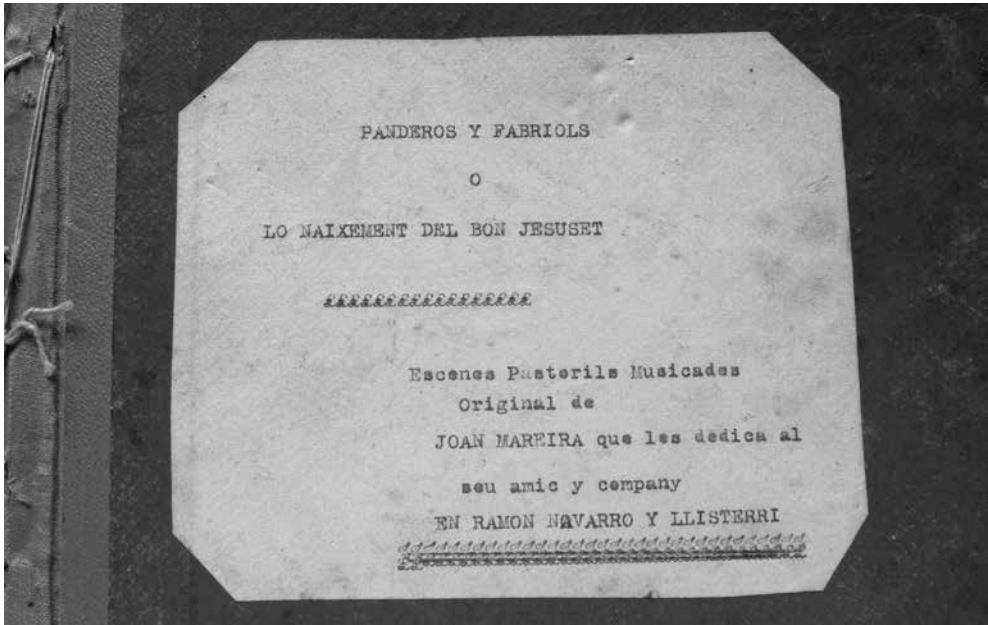 PANDEROS Y FABRIOLS
O
LO NAIXEMENT DEL BON JESUSET
£££££££££££££££££
Escenes Pastorils Musicades
Original de
JOAN MAREIRA que les dedica al
seu amic y company
EN RAMON NAVARRO Y LLISTERRI